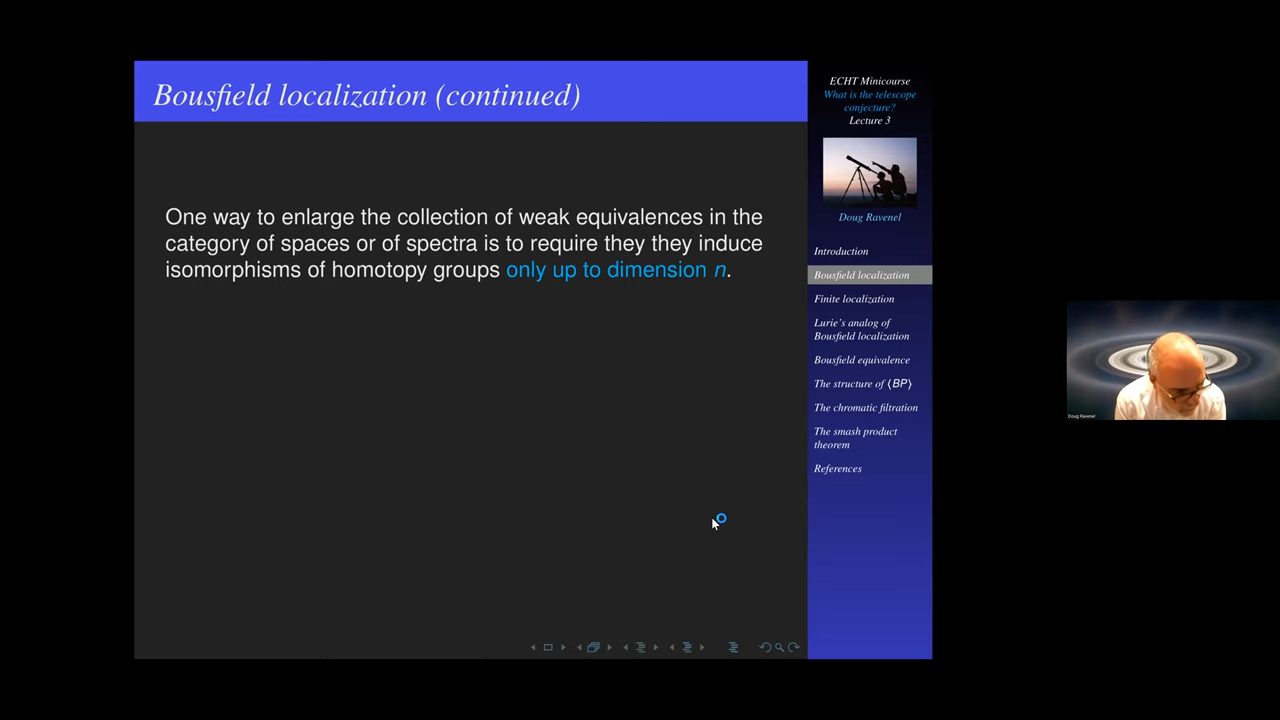 Bousfield localization (continued)
One way to enlarge the collection of weak equivalences in the
category of spaces or of spectra is to require they they induce
isomorphisms of homotopy groups only up to dimension n.
ECHT Minicourse
What is the telescope
conjecture?
Lecture 3
Doug Ravenel
Introduction
Bousfield localization
Finite localization
Lurie's analog of
Bousfield localization
Bousfield equivalence
The structure of ⟨BP⟩
The chromatic filtration
The smash product
theorem
References
Doug Ravenel